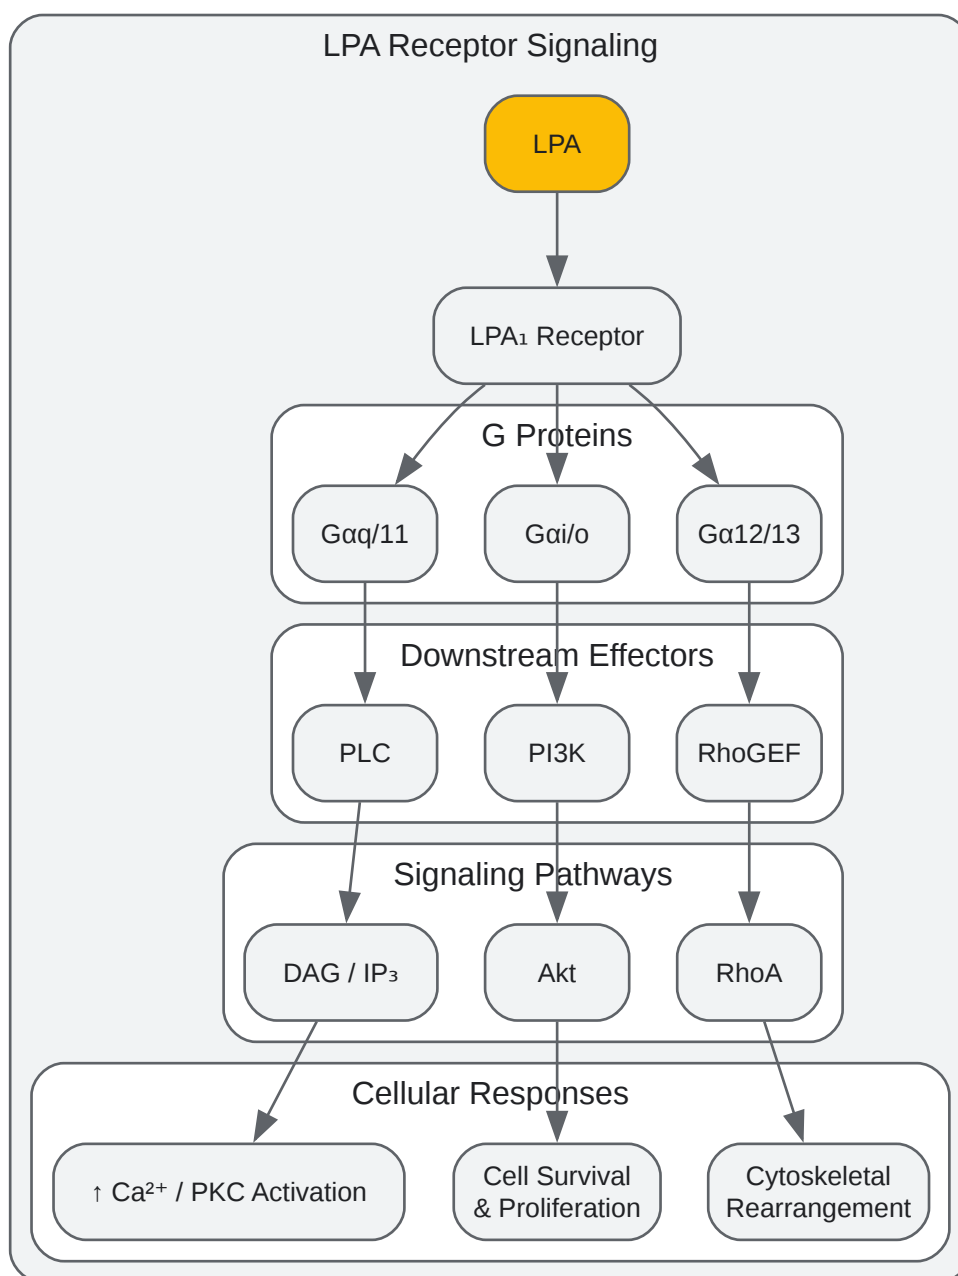 LPA Receptor Signaling
LPA
LPA₁ Receptor
G Proteins
Gαq/11
Gαi/o
Gα12/13
Downstream Effectors
PLC
PI3K
RhoGEF
Signaling Pathways
DAG / IP₃
Akt
RhoA
Cellular Responses
↑ Ca²⁺ / PKC Activation
Cell Survival
& Proliferation
Cytoskeletal
Rearrangement